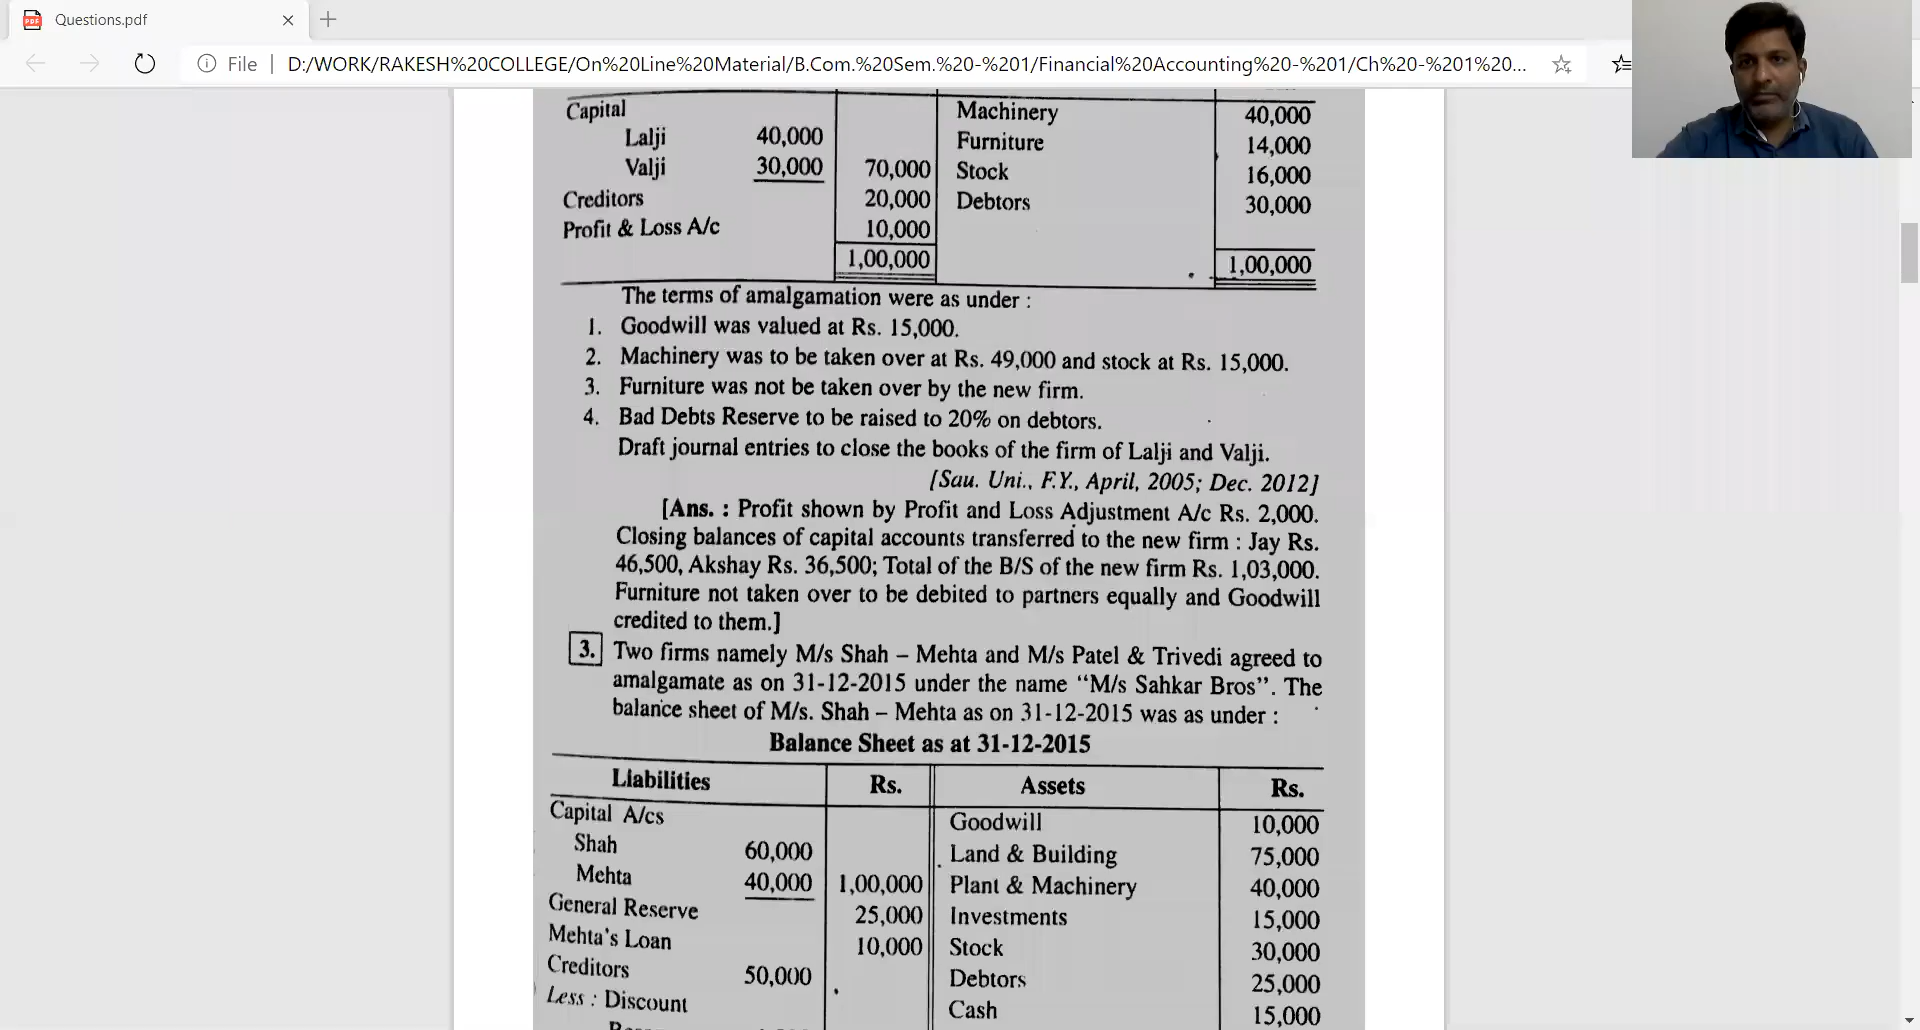 Questions.pdf
File | D:/WORK/RAKESH%20COLLEGE/On%20Line%20Material/B.Com.%20Sem.%20-%201/Financial%20Accounting%20-%201/Ch%20-%201%20...
Capital Machinery 40,000
Lalji 40,000 Furniture 14,000
Valji 30,000 70,000 Stock 16,000
Creditors 20,000 Debtors 30,000
Profit & Loss A/c 10,000
1,00,000 1,00,000
The terms of amalgamation were as under :
1. Goodwill was valued at Rs. 15,000.
2. Machinery was to be taken over at Rs. 49,000 and stock at Rs. 15,000.
3. Furniture was not be taken over by the new firm.
4. Bad Debts Reserve to be raised to 20% on debtors.
Draft journal entries to close the books of the firm of Lalji and Valji.
[Sau. Uni., F.Y., April, 2005; Dec. 2012]
[Ans. : Profit shown by Profit and Loss Adjustment A/c Rs. 2,000.
Closing balances of capital accounts transferred to the new firm : Jay Rs.
46,500, Akshay Rs. 36,500; Total of the B/S of the new firm Rs. 1,03,000.
Furniture not taken over to be debited to partners equally and Goodwill
credited to them.]
3. Two firms namely M/s Shah – Mehta and M/s Patel & Trivedi agreed to
amalgamate as on 31-12-2015 under the name “M/s Sahkar Bros”. The
balance sheet of M/s. Shah – Mehta as on 31-12-2015 was as under :
Balance Sheet as at 31-12-2015
Liabilities Rs. Assets Rs.
Capital A/cs Goodwill 10,000
Shah 60,000 Land & Building 75,000
Mehta 40,000 1,00,000 Plant & Machinery 40,000
General Reserve 25,000 Investments 15,000
Mehta's Loan 10,000 Stock 30,000
Creditors 50,000 Debtors 25,000
Less : Discount Cash 15,000